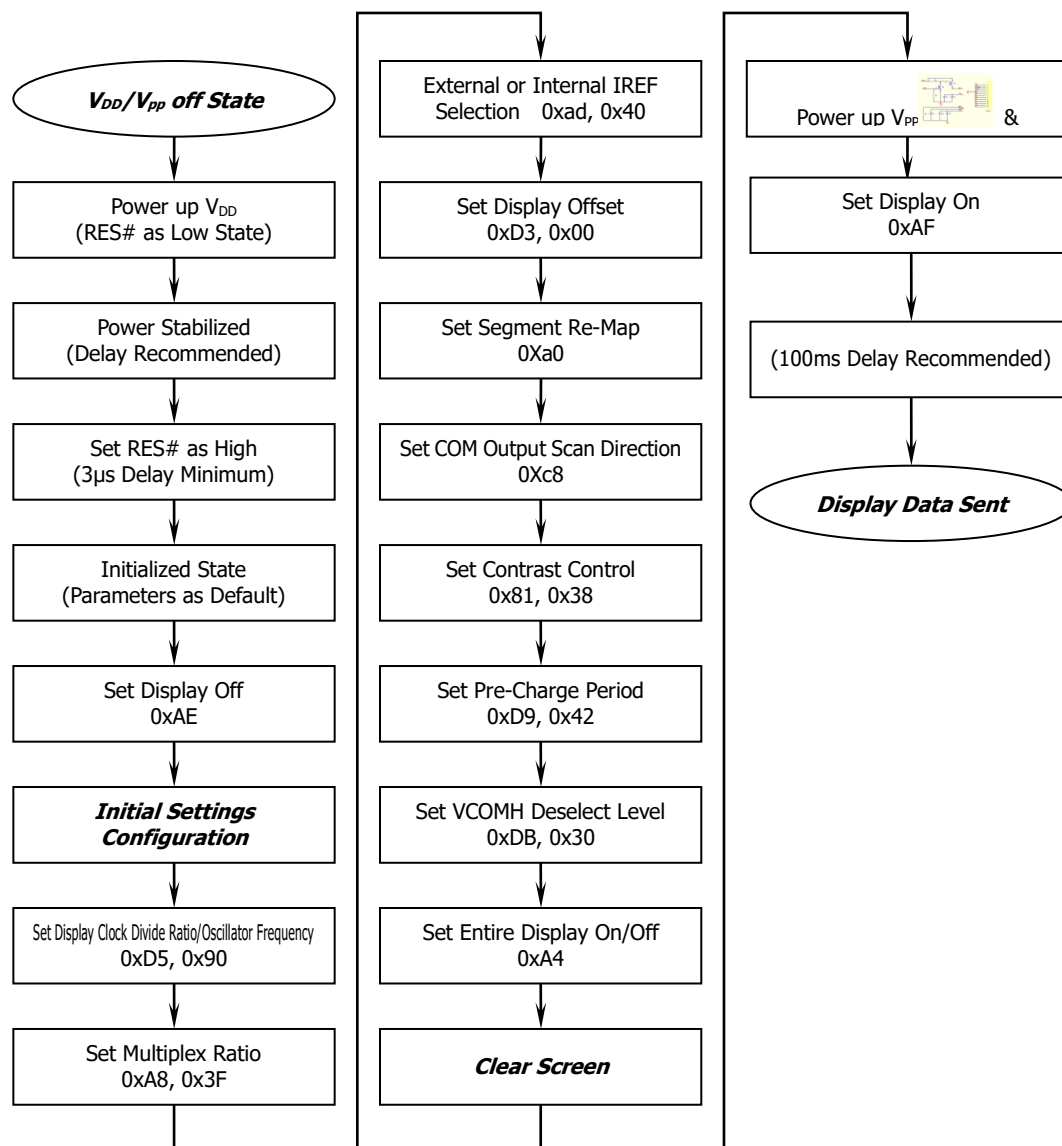 V_DD/V_pp off State
Power up V_DD
(RES# as Low State)
Power Stabilized
(Delay Recommended)
Set RES# as High
(3μs Delay Minimum)
Initialized State
(Parameters as Default)
Set Display Off
0xAE
Initial Settings
Configuration
Set Display Clock Divide Ratio/Oscillator Frequency
0xD5, 0x90
Set Multiplex Ratio
0xA8, 0x3F
External or Internal IREF
Selection 0xad, 0x40
Set Display Offset
0xD3, 0x00
Set Segment Re-Map
0Xa0
Set COM Output Scan Direction
0Xc8
Set Contrast Control
0x81, 0x38
Set Pre-Charge Period
0xD9, 0x42
Set VCOMH Deselect Level
0xDB, 0x30
Set Entire Display On/Off
0xA4
Clear Screen
Power up V_PP &
Set Display On
0xAF
(100ms Delay Recommended)
Display Data Sent